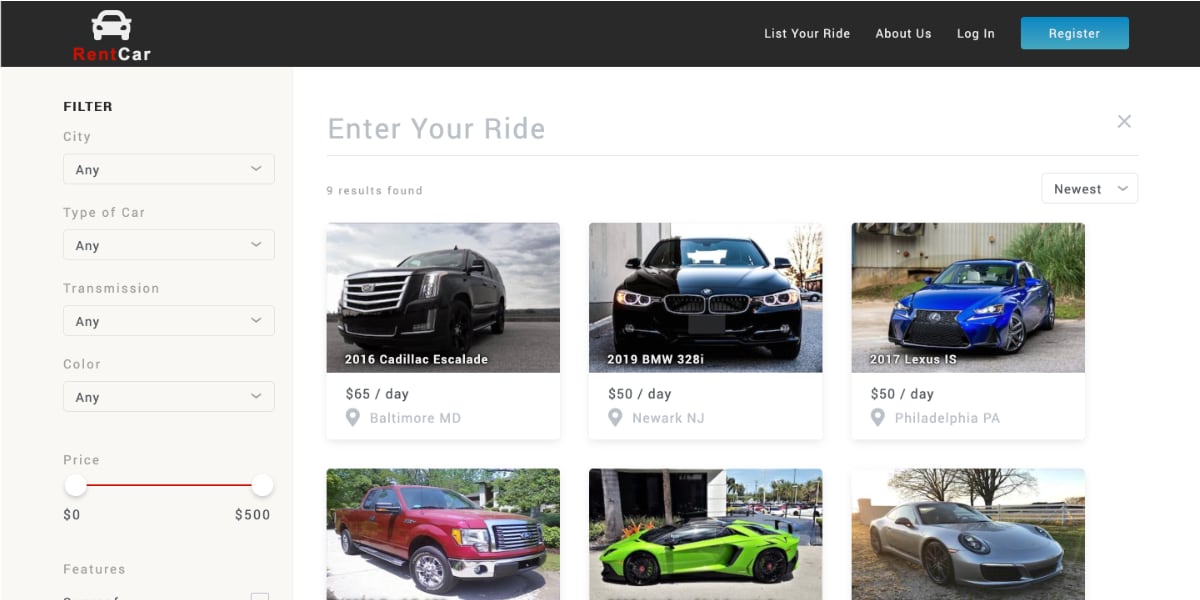 RentCar
List Your Ride
About Us
Log In
Register
FILTER
City
Any
Type of Car
Any
Transmission
Any
Color
Any
Price
$0
$500
Features
Enter Your Ride
9 results found
Newest
2016 Cadillac Escalade
$65 / day
Baltimore MD
2019 BMW 328i
$50 / day
Newark NJ
2017 Lexus IS
$50 / day
Philadelphia PA